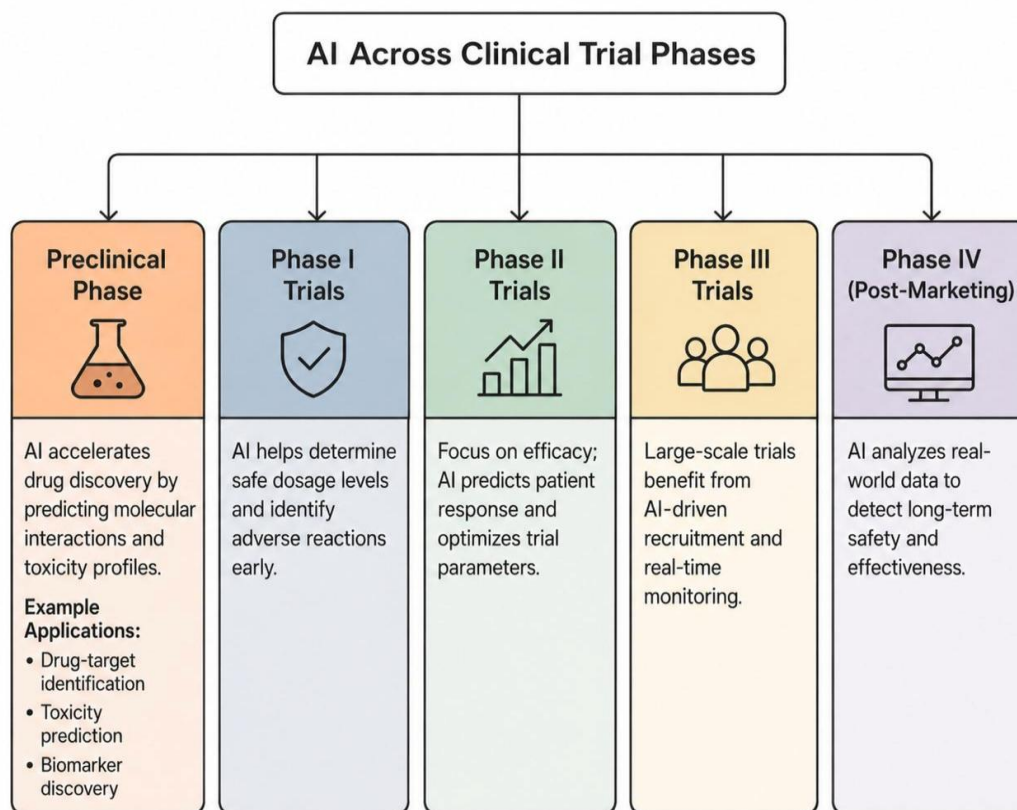 AI Across Clinical Trial Phases
Preclinical
Phase
AI accelerates
drug discovery by
predicting molecular
interactions and
toxicity profiles.
Example
Applications:
• Drug-target
identification
• Toxicity
prediction
• Biomarker
discovery
Phase I
Trials
AI helps determine
safe dosage levels
and identify
adverse reactions
early.
Phase II
Trials
Focus on efficacy;
AI predicts patient
response and
optimizes trial
parameters.
Phase III
Trials
Large-scale trials
benefit from
AI-driven
recruitment and
real-time
monitoring.
Phase IV
(Post-Marketing)
AI analyzes real-
world data to
detect long-term
safety and
effectiveness.